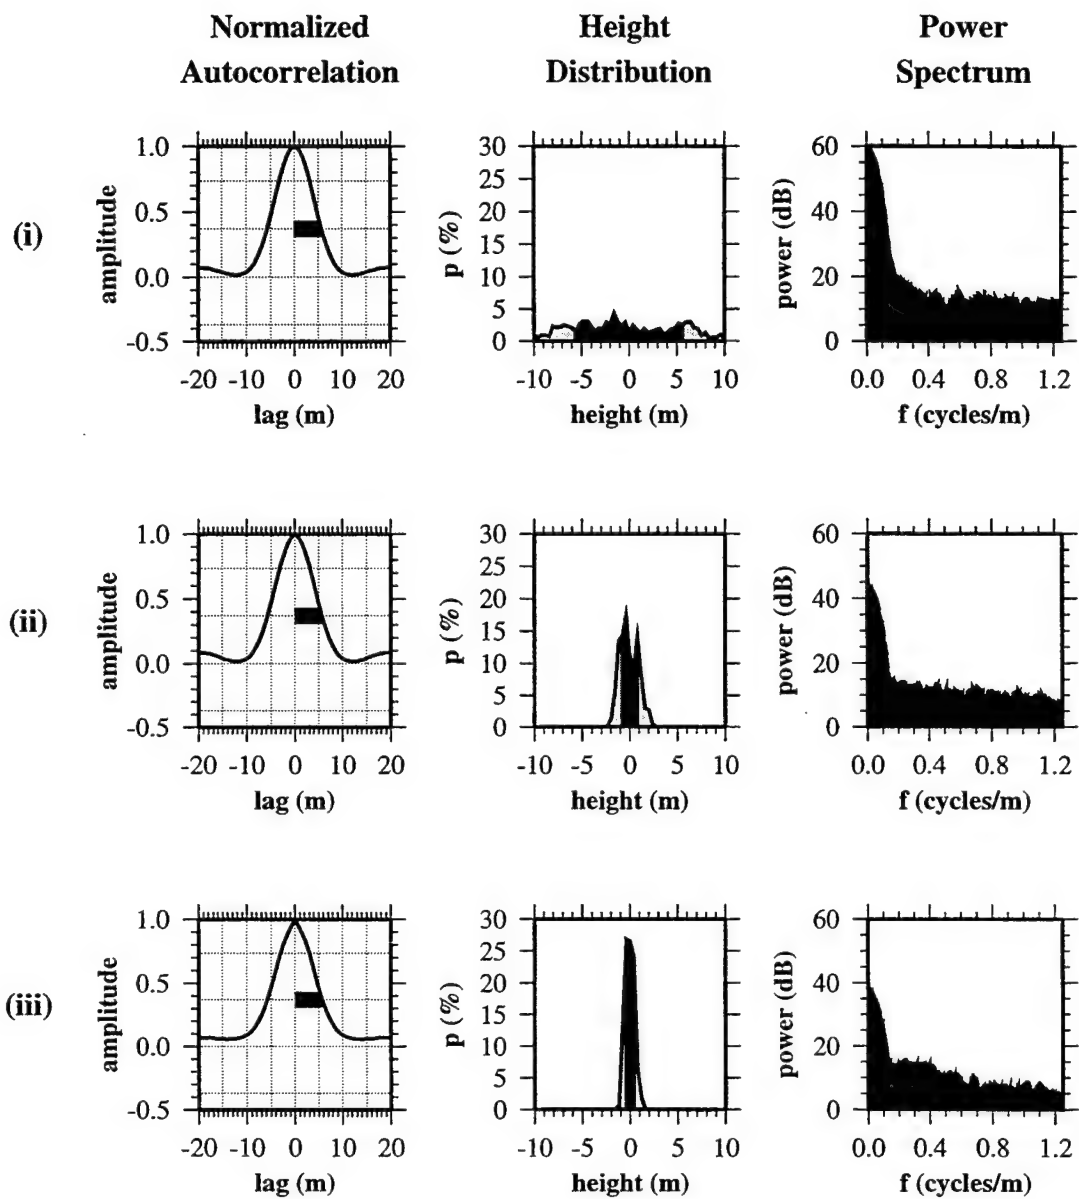 Normalized Autocorrelation
Height Distribution
Power Spectrum
(i)
amplitude
1.0
0.5
0.0
-0.5
-20 -10 0 10 20
lag (m)
p (%)
30
25
20
15
10
5
0
-10 -5 0 5 10
height (m)
power (dB)
60
40
20
0
0.0 0.4 0.8 1.2
f (cycles/m)
(ii)
amplitude
1.0
0.5
0.0
-0.5
-20 -10 0 10 20
lag (m)
p (%)
30
25
20
15
10
5
0
-10 -5 0 5 10
height (m)
power (dB)
60
40
20
0
0.0 0.4 0.8 1.2
f (cycles/m)
(iii)
amplitude
1.0
0.5
0.0
-0.5
-20 -10 0 10 20
lag (m)
p (%)
30
25
20
15
10
5
0
-10 -5 0 5 10
height (m)
power (dB)
60
40
20
0
0.0 0.4 0.8 1.2
f (cycles/m)